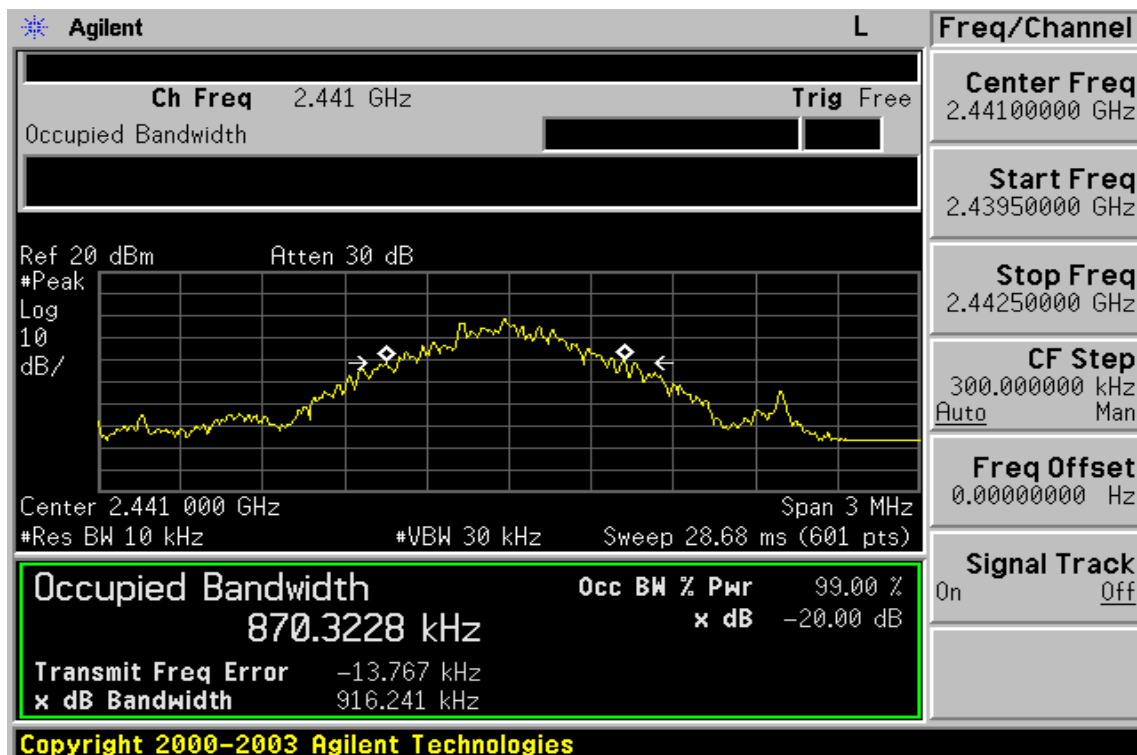 Agilent L
Freq/Channel
Ch Freq 2.441 GHz Trig Free
Occupied Bandwidth
Center Freq
2.44100000 GHz
Start Freq
2.43950000 GHz
Stop Freq
2.44250000 GHz
CF Step
300.000000 kHz
Auto Man
Freq Offset
0.00000000 Hz
Signal Track
On Off
Ref 20 dBm Atten 30 dB
#Peak
Log
10
dB/
Center 2.441 000 GHz Span 3 MHz
#Res BW 10 kHz #VBW 30 kHz Sweep 28.68 ms (601 pts)
Occupied Bandwidth
870.3228 kHz
Occ BW % Pwr 99.00 %
x dB -20.00 dB
Transmit Freq Error -13.767 kHz
x dB Bandwidth 916.241 kHz
Copyright 2000-2003 Agilent Technologies